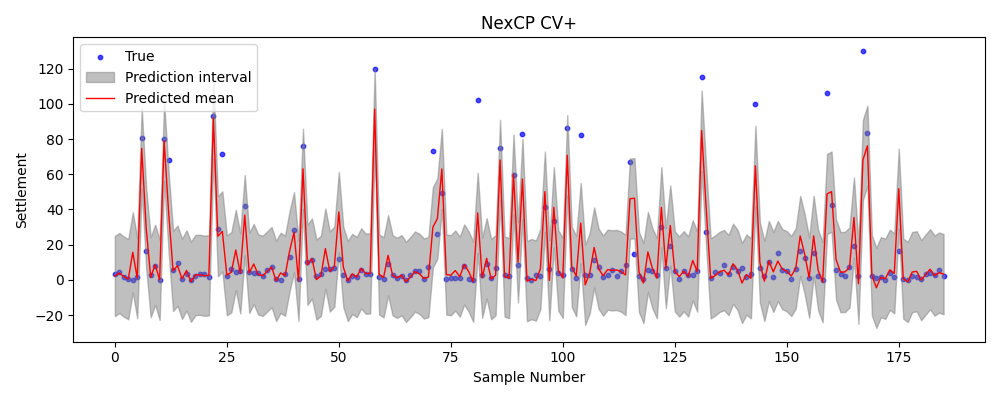 NexCP CV+
True
Prediction interval
Predicted mean
Settlement
120
100
80
60
40
20
0
−20
0 25 50 75 100 125 150 175
Sample Number